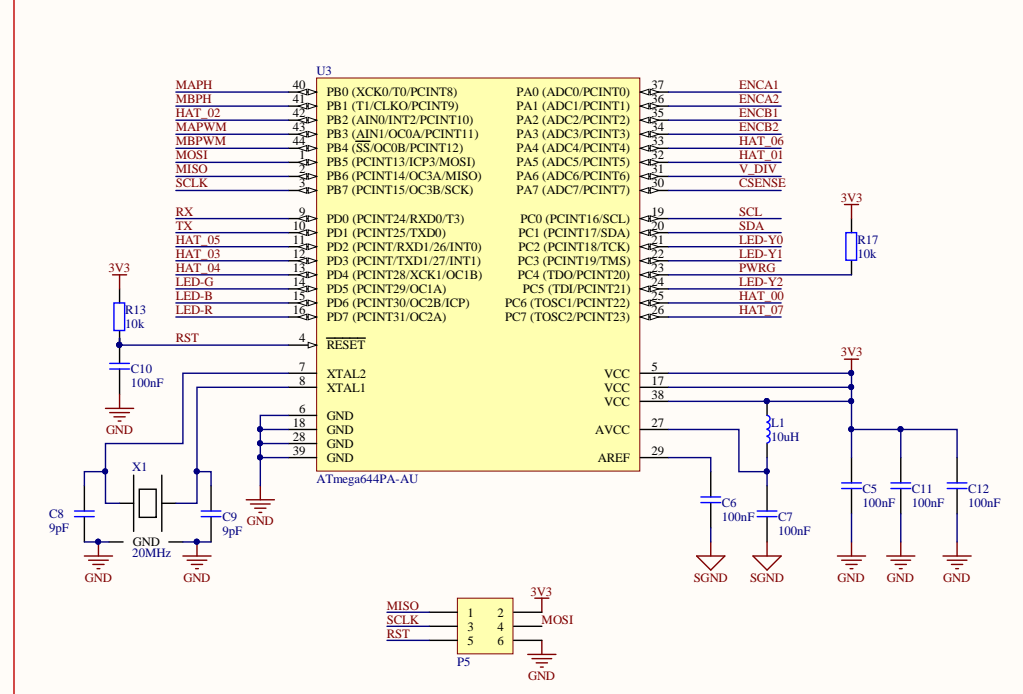 U3
MAPH 40 PB0 (XCK0/T0/PCINT8) PA0 (ADC0/PCINT0) 37 ENCA1
MBPH 41 PB1 (T1/CLKO/PCINT9) PA1 (ADC1/PCINT1) 36 ENCA2
HAT_02 42 PB2 (AIN0/INT2/PCINT10) PA2 (ADC2/PCINT2) 35 ENCB1
MAPWM 43 PB3 (AIN1/OC0A/PCINT11) PA3 (ADC3/PCINT3) 34 ENCB2
MBPWM 44 PB4 (SS/OC0B/PCINT12) PA4 (ADC4/PCINT4) 33 HAT_06
MOSI 1 PB5 (PCINT13/ICP3/MOSI) PA5 (ADC5/PCINT5) 32 HAT_01
MISO 2 PB6 (PCINT14/OC3A/MISO) PA6 (ADC6/PCINT6) 31 V_DIV
SCLK 3 PB7 (PCINT15/OC3B/SCK) PA7 (ADC7/PCINT7) 30 CSENSE
3V3
RX 9 PD0 (PCINT24/RXD0/T3) PC0 (PCINT16/SCL) 19 SCL
TX 10 PD1 (PCINT25/TXD0) PC1 (PCINT17/SDA) 20 SDA
HAT_05 11 PD2 (PCINT/RXD1/26/INT0) PC2 (PCINT18/TCK) 21 LED-Y0 R17
HAT_03 12 PD3 (PCINT/TXD1/27/INT1) PC3 (PCINT19/TMS) 22 LED-Y1 10k
3V3 HAT_04 13 PD4 (PCINT28/XCK1/OC1B) PC4 (TDO/PCINT20) 23 PWRG
LED-G 14 PD5 (PCINT29/OC1A) PC5 (TDI/PCINT21) 24 LED-Y2
LED-B 15 PD6 (PCINT30/OC2B/ICP) PC6 (TOSC1/PCINT22) 25 HAT_00
R13 LED-R 16 PD7 (PCINT31/OC2A) PC7 (TOSC2/PCINT23) 26 HAT_07
10k
RST 4 RESET
3V3
C10 7 XTAL2 VCC 5
100nF 8 XTAL1 VCC 17
VCC 38
6 GND
GND 18 GND AVCC 27 L1
28 GND 10uH
39 GND AREF 29
X1
ATmega644PA-AU
C5 C11 C12
C6 100nF 100nF 100nF
C8 C9 GND 100nF C7
9pF 9pF 100nF
GND
20MHz
GND GND SGND SGND GND GND GND
3V3
MISO 1 2
SCLK 3 4 MOSI
RST 5 6
P5
GND